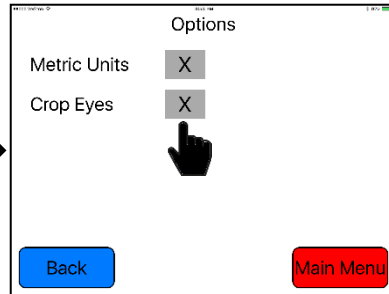 Options
Metric Units X
Crop Eyes X
Back Main Menu